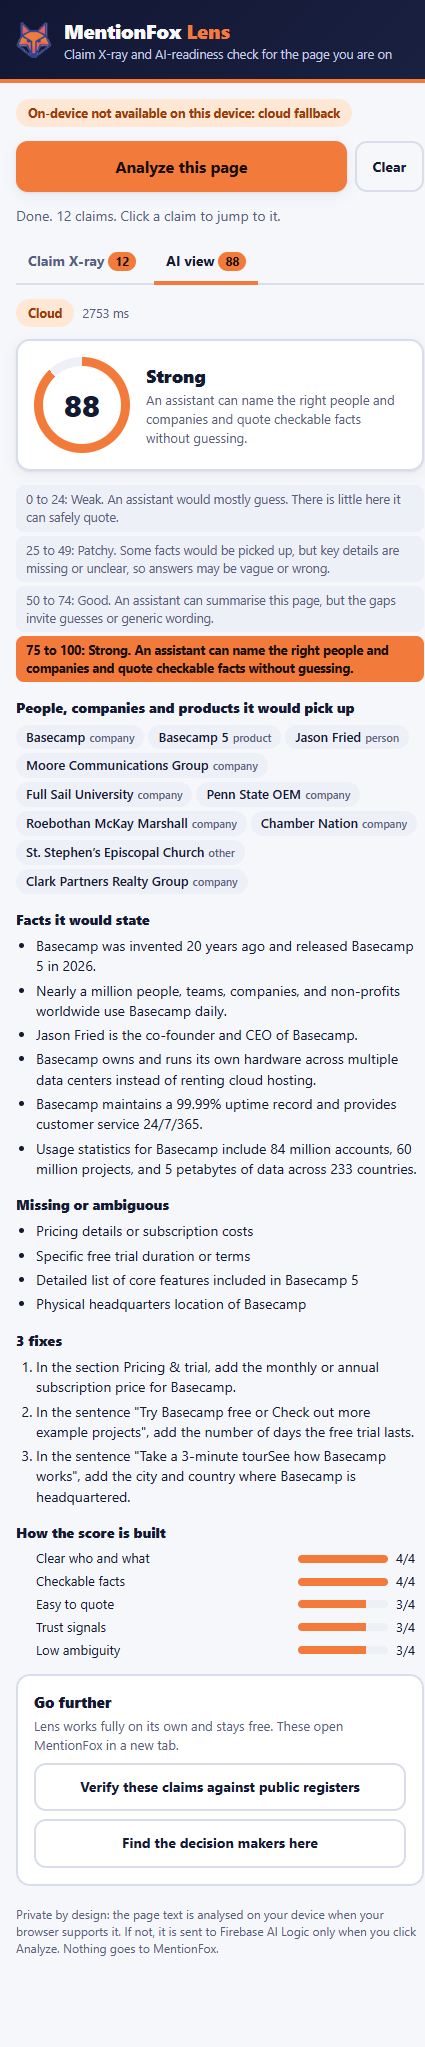 MentionFox Lens
Claim X-ray and AI-readiness check for the page you are on
On-device not available on this device: cloud fallback
Analyze this page
Clear
Done. 12 claims. Click a claim to jump to it.
Claim X-ray 12
AI view 88
Cloud 2753 ms
88
Strong
An assistant can name the right people and
companies and quote checkable facts
without guessing.
0 to 24: Weak. An assistant would mostly guess. There is little here it
can safely quote.
25 to 49: Patchy. Some facts would be picked up, but key details are
missing or unclear, so answers may be vague or wrong.
50 to 74: Good. An assistant can summarise this page, but the gaps
invite guesses or generic wording.
75 to 100: Strong. An assistant can name the right people and
companies and quote checkable facts without guessing.
People, companies and products it would pick up
Basecamp company
Basecamp 5 product
Jason Fried person
Moore Communications Group company
Full Sail University company
Penn State OEM company
Roebothan McKay Marshall company
Chamber Nation company
St. Stephen’s Episcopal Church other
Clark Partners Realty Group company
Facts it would state
• Basecamp was invented 20 years ago and released Basecamp
5 in 2026.
• Nearly a million people, teams, companies, and non-profits
worldwide use Basecamp daily.
• Jason Fried is the co-founder and CEO of Basecamp.
• Basecamp owns and runs its own hardware across multiple
data centers instead of renting cloud hosting.
• Basecamp maintains a 99.99% uptime record and provides
customer service 24/7/365.
• Usage statistics for Basecamp include 84 million accounts, 60
million projects, and 5 petabytes of data across 233 countries.
Missing or ambiguous
• Pricing details or subscription costs
• Specific free trial duration or terms
• Detailed list of core features included in Basecamp 5
• Physical headquarters location of Basecamp
3 fixes
1. In the section Pricing & trial, add the monthly or annual
subscription price for Basecamp.
2. In the sentence "Try Basecamp free or Check out more
example projects", add the number of days the free trial lasts.
3. In the sentence "Take a 3-minute tourSee how Basecamp
works", add the city and country where Basecamp is
headquartered.
How the score is built
Clear who and what 4/4
Checkable facts 4/4
Easy to quote 3/4
Trust signals 3/4
Low ambiguity 3/4
Go further
Lens works fully on its own and stays free. These open
MentionFox in a new tab.
Verify these claims against public registers
Find the decision makers here
Private by design: the page text is analysed on your device when your
browser supports it. If not, it is sent to Firebase AI Logic only when you click
Analyze. Nothing goes to MentionFox.